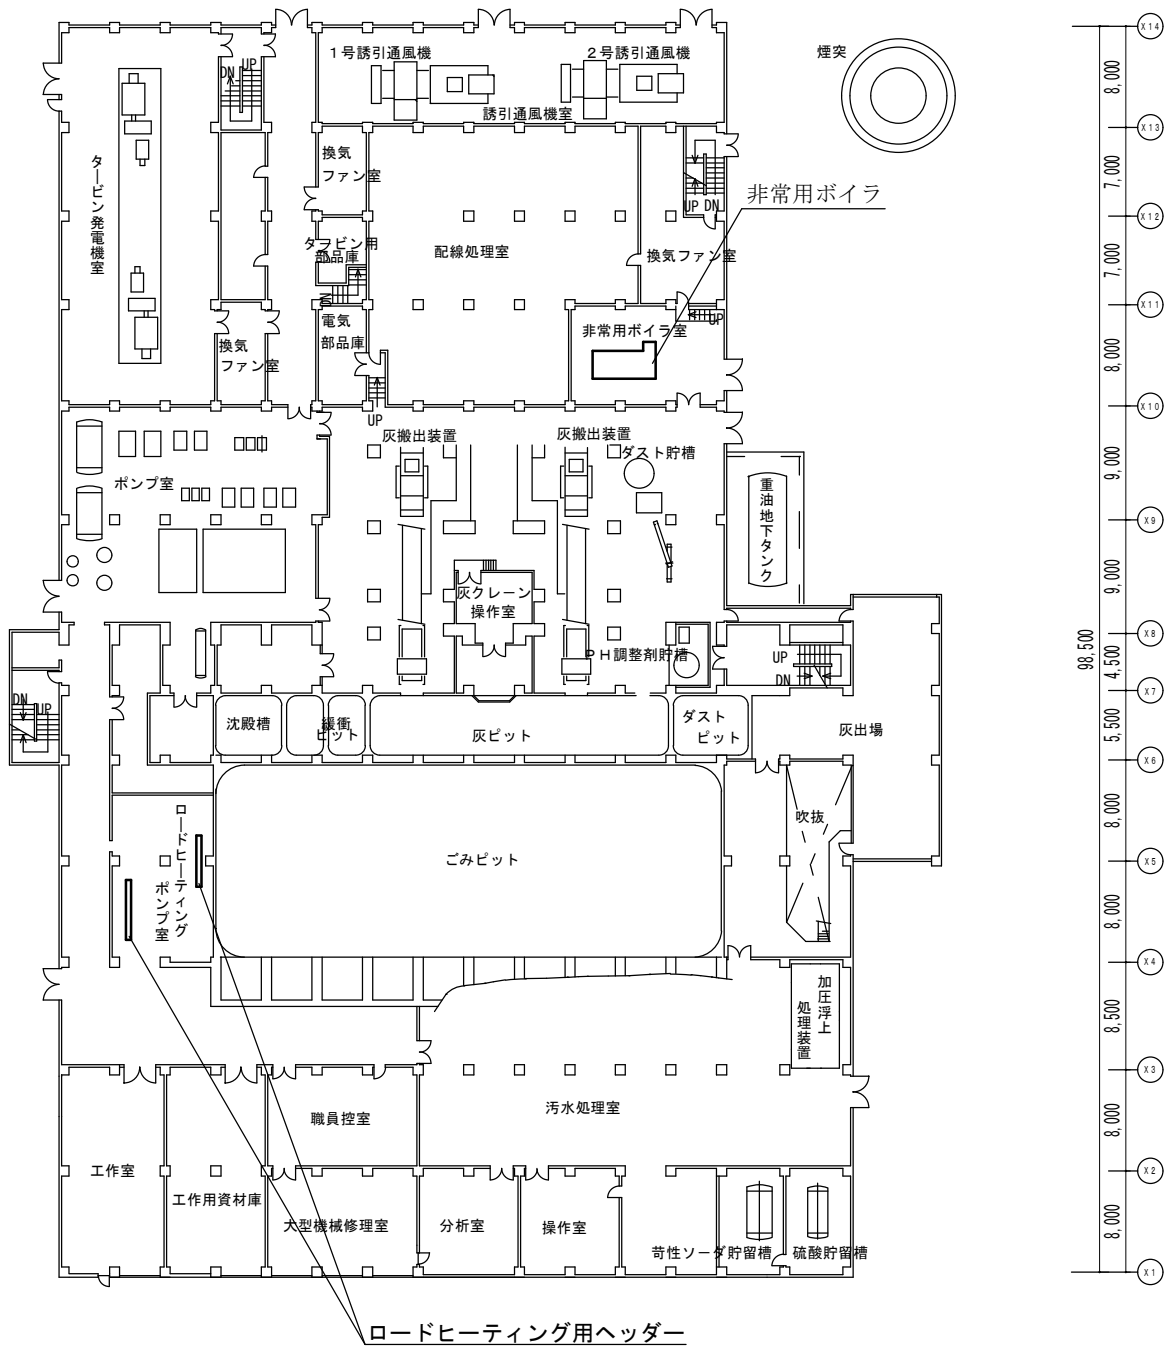 X14
煙突
1号誘引通風機
2号誘引通風機
8,000
DN
UP
誘引通風機室
X13
換気
ファン室
タービン発電機室
7,000
非常用ボイラ
UP DN
X12
タービン用
部品庫
配線処理室
換気ファン室
7,000
DN
X11
電気
部品庫
非常用ボイラ室
UP
換気
ファン室
8,000
X10
UP
灰搬出装置
灰搬出装置
ダスト貯槽
9,000
ポンプ室
重油地下タンク
X9
灰クレーン
操作室
9,000
X8
98,500
PH調整剤貯槽
UP
DN
4,500
X7
DN
UP
沈殿槽
緩衝
ピット
灰ピット
ダスト
ピット
灰出場
5,500
X6
ロードヒーティング
ポンプ室
吹抜
8,000
ごみピット
X5
8,000
X4
加圧浮上
処理装置
8,500
X3
職員控室
汚水処理室
8,000
工作室
X2
工作用資材庫
大型機械修理室
分析室
操作室
苛性ソーダ貯留槽
硫酸貯留槽
8,000
X1
ロードヒーティング用ヘッダー